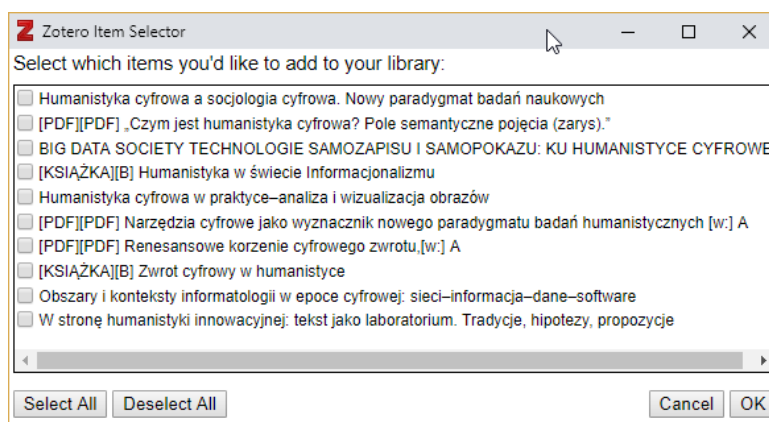 Z Zotero Item Selector
Select which items you'd like to add to your library:
Humanistyka cyfrowa a socjologia cyfrowa. Nowy paradygmat badań naukowych
[PDF][PDF] „Czym jest humanistyka cyfrowa? Pole semantyczne pojęcia (zarys).”
BIG DATA SOCIETY TECHNOLOGIE SAMOZAPISU I SAMOPOKAZU: KU HUMANISTYCE CYFROWE
[KSIĄŻKA][B] Humanistyka w świecie Informacjonalizmu
Humanistyka cyfrowa w praktyce–analiza i wizualizacja obrazów
[PDF][PDF] Narzędzia cyfrowe jako wyznacznik nowego paradygmatu badań humanistycznych [w:] A
[PDF][PDF] Renesansowe korzenie cyfrowego zwrotu,[w:] A
[KSIĄŻKA][B] Zwrot cyfrowy w humanistyce
Obszary i konteksty informatologii w epoce cyfrowej: sieci–informacja–dane–software
W stronę humanistyki innowacyjnej: tekst jako laboratorium. Tradycje, hipotezy, propozycje
Select All Deselect All Cancel OK